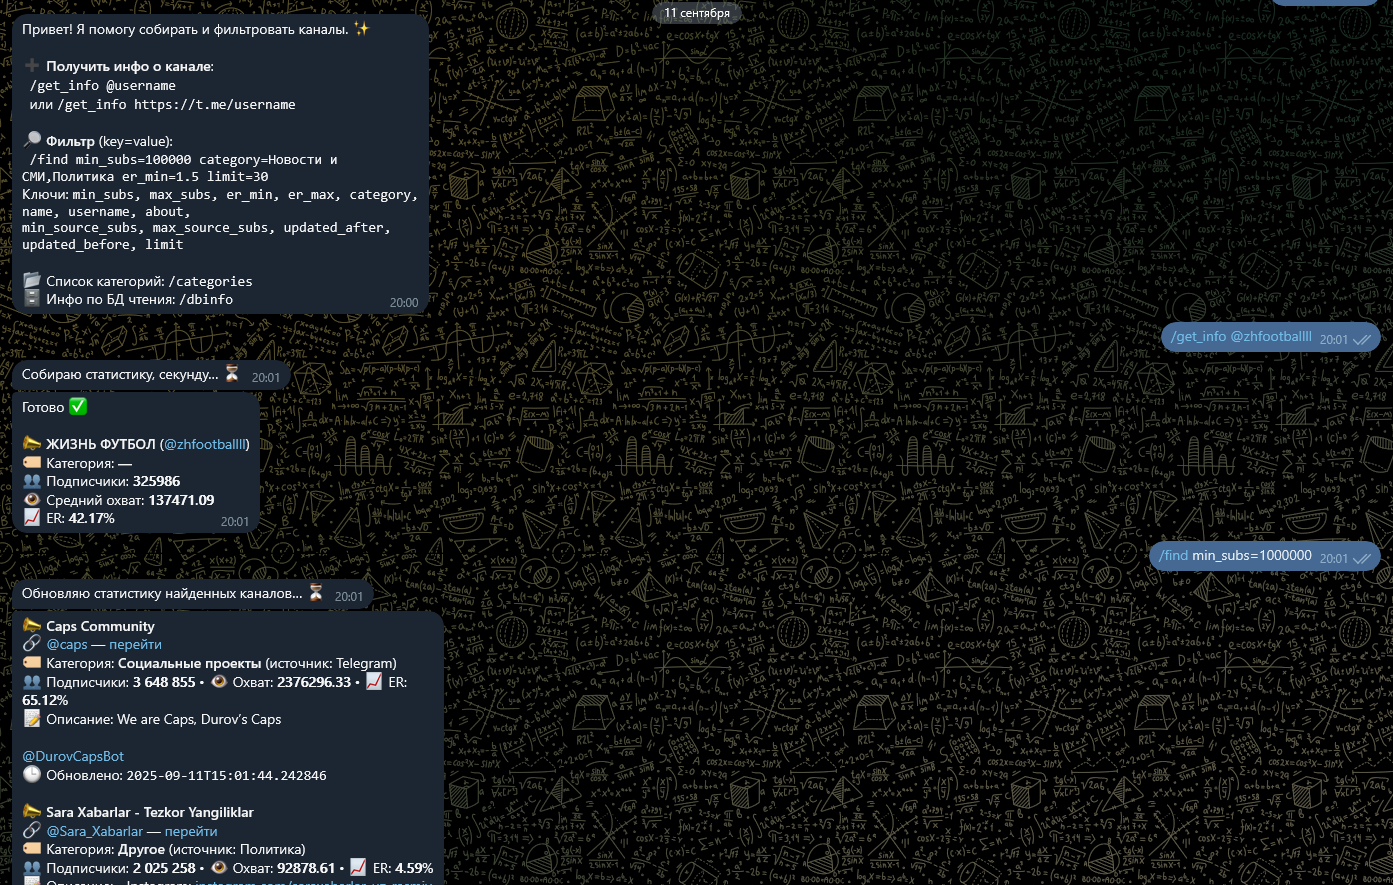 11 сентября
Привет! Я помогу собирать и фильтровать каналы. ✨
➕ Получить инфо о канале:
/get_info @username
или /get_info https://t.me/username
🔎 Фильтр (key=value):
/find min_subs=100000 category=Новости и
СМИ,Политика er_min=1.5 limit=30
Ключи: min_subs, max_subs, er_min, er_max, category,
name, username, about,
min_source_subs, max_source_subs, updated_after,
updated_before, limit
🗂 Список категорий: /categories
🗄 Инфо по БД чтения: /dbinfo
20:00
/get_info @zhfootballll 20:01
Собираю статистику, секунду... ⏳ 20:01
Готово ✅
📣 ЖИЗНЬ ФУТБОЛ (@zhfootballll)
🏷 Категория: —
👥 Подписчики: 325986
👁 Средний охват: 137471.09
📈 ER: 42.17%
20:01
/find min_subs=1000000 20:01
Обновляю статистику найденных каналов... ⏳ 20:01
📣 Caps Community
🔗 @caps — перейти
🏷 Категория: Социальные проекты (источник: Telegram)
👥 Подписчики: 3 648 855 • 👁 Охват: 2376296.33 • 📈 ER:
65.12%
📝 Описание: We are Caps, Durov’s Caps
@DurovCapsBot
🕒 Обновлено: 2025-09-11T15:01:44.242846
📣 Sara Xabarlar - Tezkor Yangiliklar
🔗 @Sara_Xabarlar — перейти
🏷 Категория: Другое (источник: Политика)
👥 Подписчики: 2 025 258 • 👁 Охват: 92878.61 • 📈 ER: 4.59%